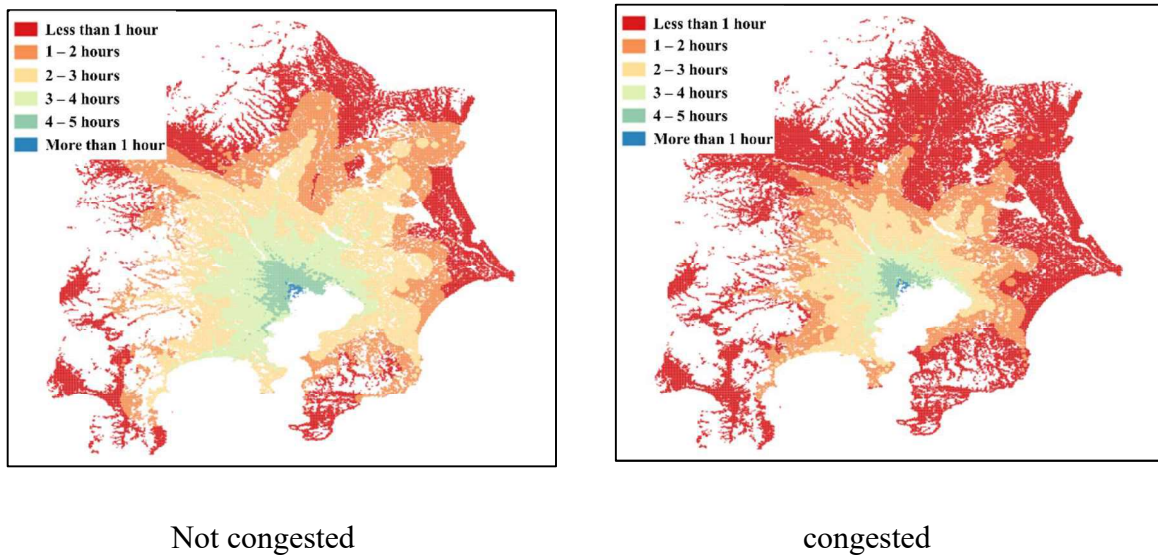 Less than 1 hour
1 – 2 hours
2 – 3 hours
3 – 4 hours
4 – 5 hours
More than 1 hour
Less than 1 hour
1 – 2 hours
2 – 3 hours
3 – 4 hours
4 – 5 hours
More than 1 hour
Not congested
congested